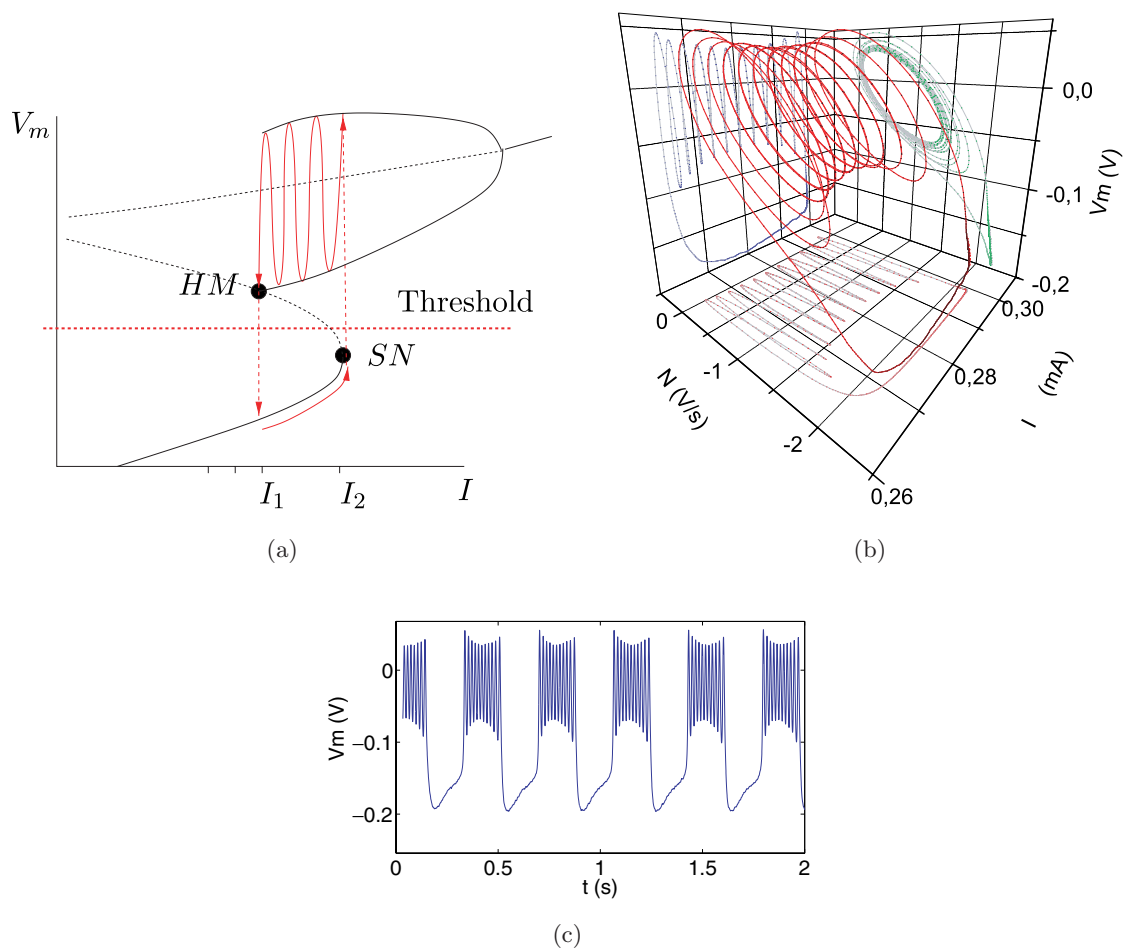 V_m
HM
Threshold
SN
I_1
I_2
I
(a)
0,0
-0,1
-0,2
Vm (V)
0
-1
-2
N (V/s)
0,30
0,28
0,26
I (mA)
(b)
0
−0.1
−0.2
Vm (V)
0
0.5
1
1.5
2
t (s)
(c)